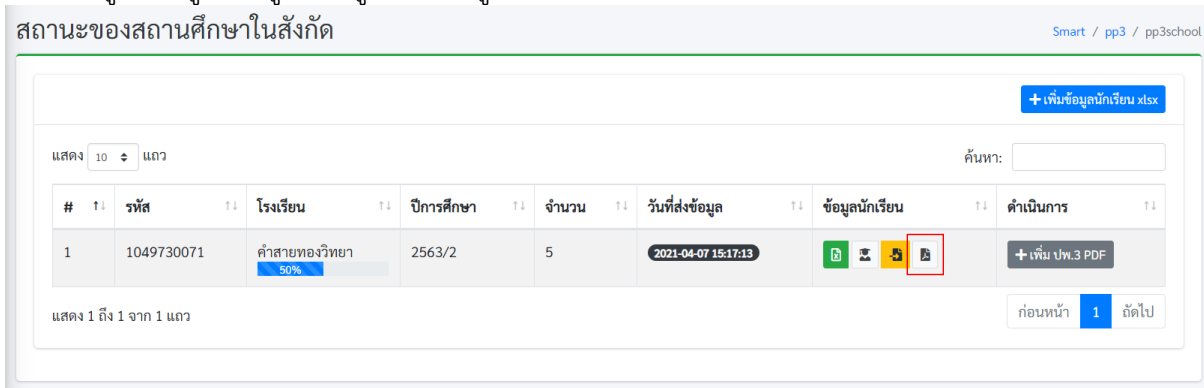 สถานะของสถานศึกษาในสังกัด
Smart / pp3 / pp3school
เพิ่มข้อมูลนักเรียน xlsx
แสดง 10 แถว
ค้นหา:
# รหัส โรงเรียน ปีการศึกษา จำนวน วันที่ส่งข้อมูล ข้อมูลนักเรียน ดำเนินการ
1 1049730071 คำสายทองวิทยา 2563/2 5 2021-04-07 15:17:13 +เพิ่ม ปพ.3 PDF
50%
แสดง 1 ถึง 1 จาก 1 แถว
ก่อนหน้า 1 ถัดไป